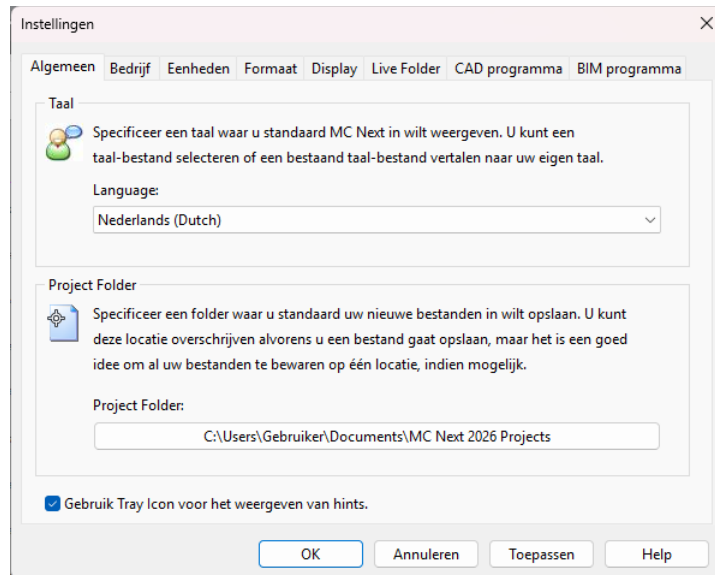 Instellingen
Algemeen Bedrijf Eenheden Formaat Display Live Folder CAD programma BIM programma
Taal
Specificeer een taal waar u standaard MC Next in wilt weergeven. U kunt een
taal-bestand selecteren of een bestaand taal-bestand vertalen naar uw eigen taal.
Language:
Nederlands (Dutch)
Project Folder
Specificeer een folder waar u standaard uw nieuwe bestanden in wilt opslaan. U kunt
deze locatie overschrijven alvorens u een bestand gaat opslaan, maar het is een goed
idee om al uw bestanden te bewaren op één locatie, indien mogelijk.
Project Folder:
C:\Users\Gebruiker\Documents\MC Next 2026 Projects
Gebruik Tray Icon voor het weergeven van hints.
OK Annuleren Toepassen Help